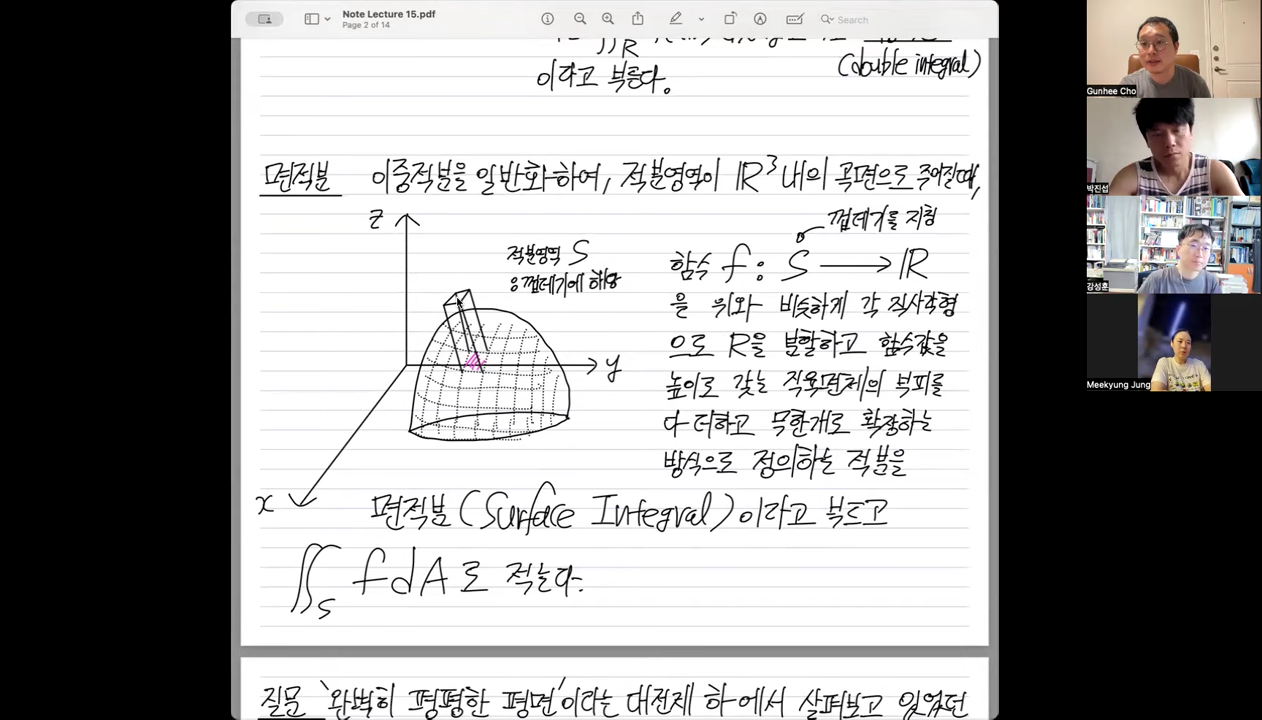 Note Lecture 15.pdf
Page 2 of 14
Search
(double integral)
이라고 부른다.
면적분 이중적분을 일반화하여, 적분영역이 ℝ³ 내의 곡면으로 주어질때,
껍데기를 지칭
z
적분영역 S
는 껍데기에 해당
함수 f : S → ℝ
을 위와 비슷하게 각 직사각형
으로 R을 분할하고 함수값을
y
높이로 갖는 직육면체의 부피를
다 더하고 무한개로 확장하는
방식으로 정의하는 적분을
x
면적분 (Surface Integral) 이라고 부르고
∬_S f dA 로 적는다.
질문 '완벽히 평평한 평면'이라는 대전제 하에서 살펴보고 있었던
Gunhee Cho
박진섭
강성훈
Meekyung Jung